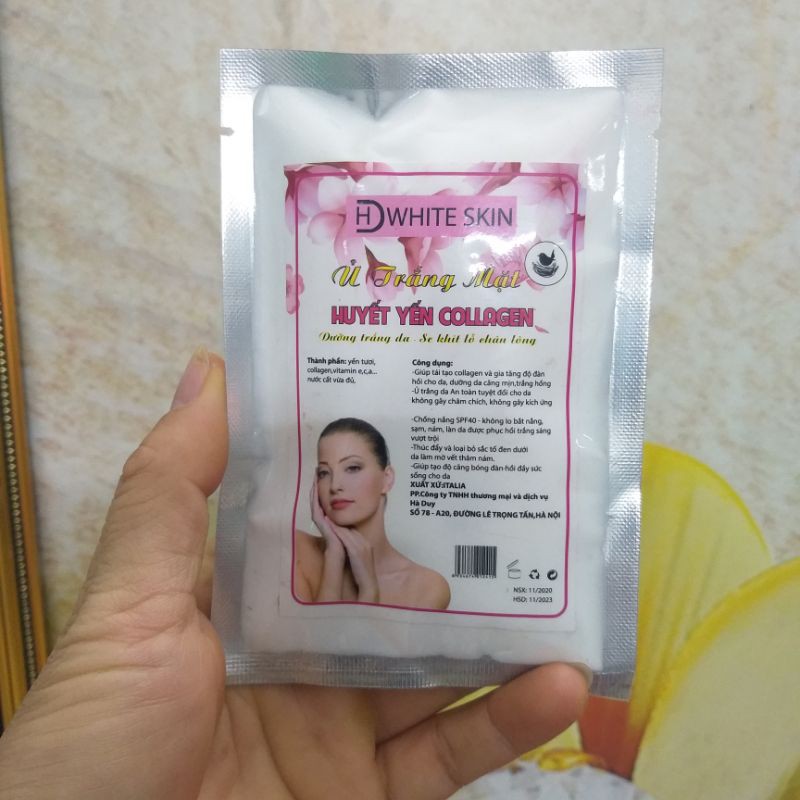 HD WHITE SKIN
Ủ Trắng Mặt
HUYẾT YẾN COLLAGEN
Dưỡng trắng da - Se khít lỗ chân lông
Thành phần: yến tươi,
collagen,vitamin e,c,a...
nước cất vừa đủ,
Công dụng:
-Giúp tái tạo collagen và gia tăng độ đàn
hồi cho da, dưỡng da căng mịn,trắng hồng
-Ủ trắng da An toàn tuyệt đối cho da
không gây châm chích, không gây kích ứng
-Chống nắng SPF40 - không lo bắt nắng,
sạm, nám, làn da được phục hồi trắng sáng
vượt trội
-Thúc đẩy và loại bỏ sắc tố đen dưới
da làm mờ vết thâm nám.
-Giúp tạo độ căng bóng đàn hồi đẩy sức
sống cho da
XUẤT XỨ:ITALIA
PP.Công ty TNHH thương mại và dịch vụ
Hà Duy
SỐ 78 - A20, ĐƯỜNG LÊ TRỌNG TẤN,HÀ NỘI
NSX: 11/2020
HSD: 11/2023